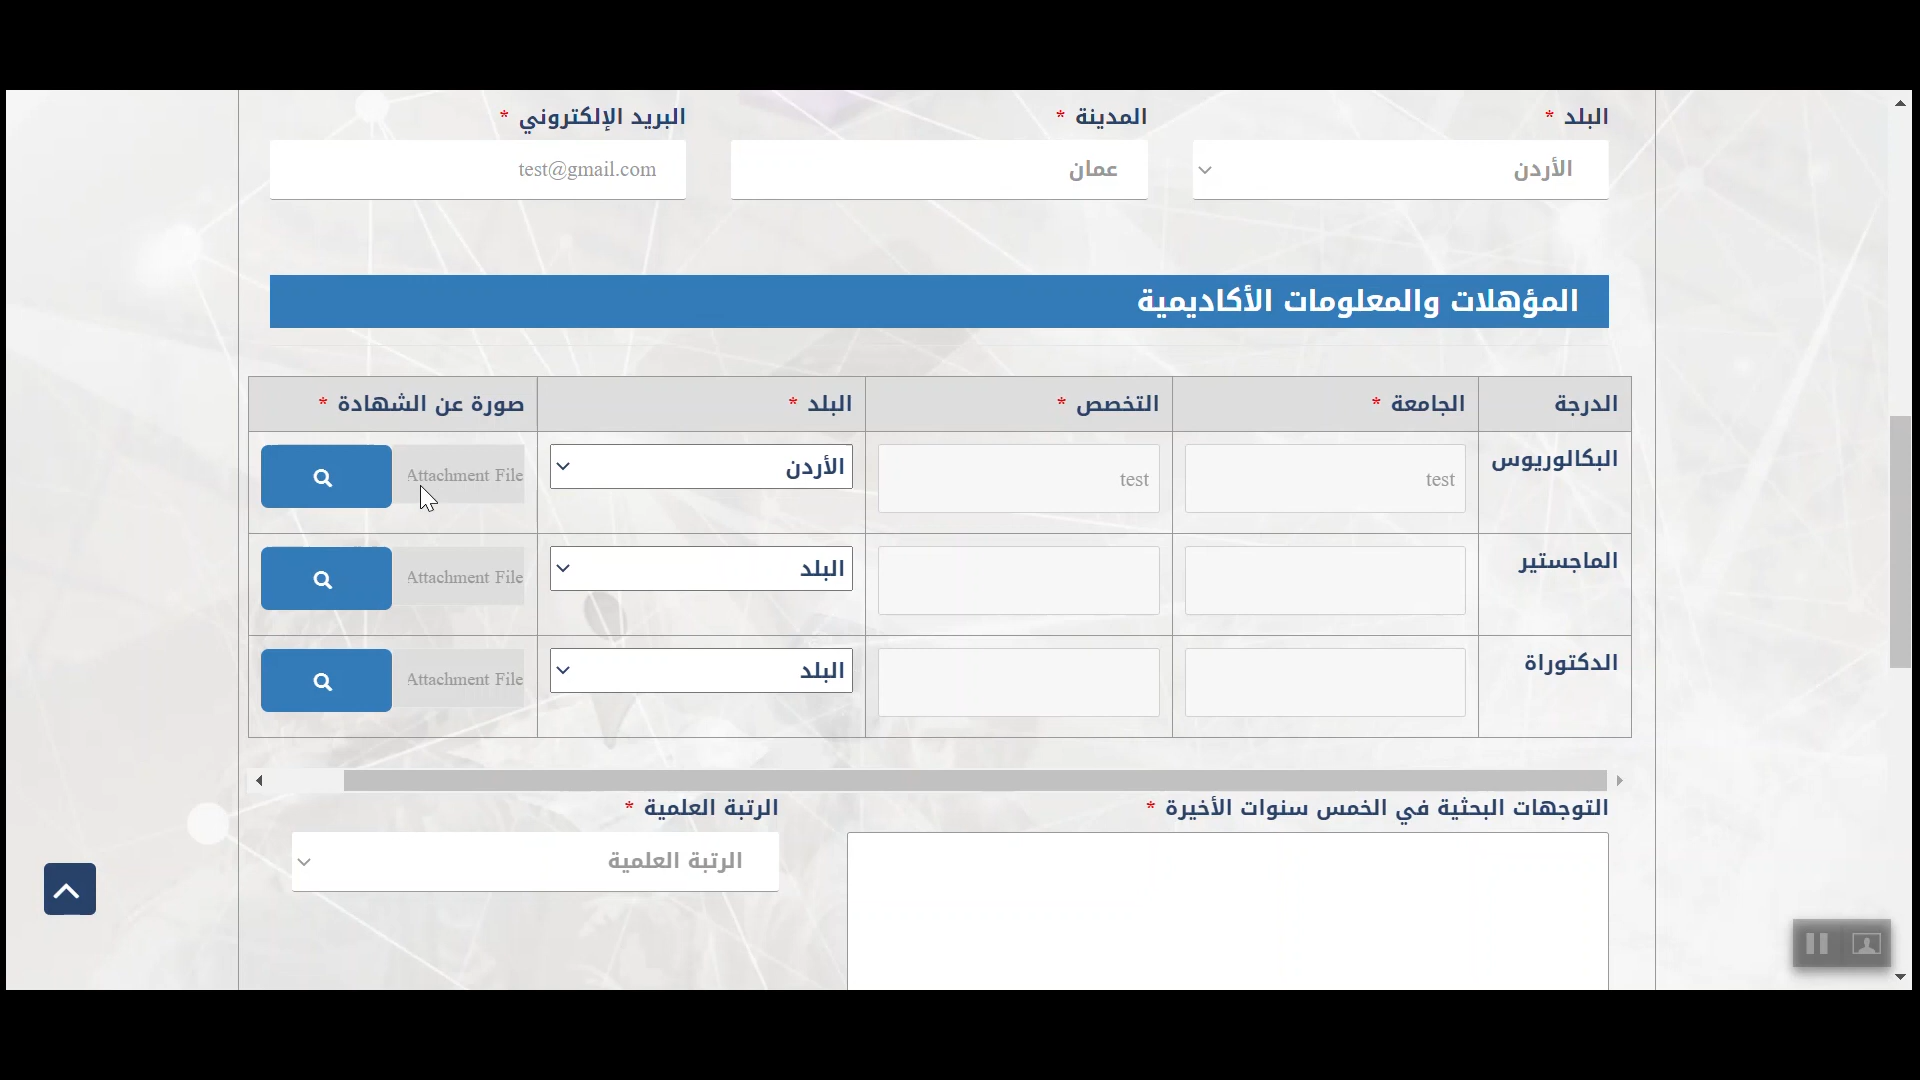 البلد *
المدينة *
البريد الإلكتروني *
الأردن
عمان
test@gmail.com
المؤهلات والمعلومات الأكاديمية
الدرجة
الجامعة *
التخصص *
البلد *
صورة عن الشهادة *
البكالوريوس
test
test
الأردن
Attachment File
الماجستير
البلد
Attachment File
الدكتوراة
البلد
Attachment File
التوجهات البحثية في الخمس سنوات الأخيرة *
الرتبة العلمية *
الرتبة العلمية